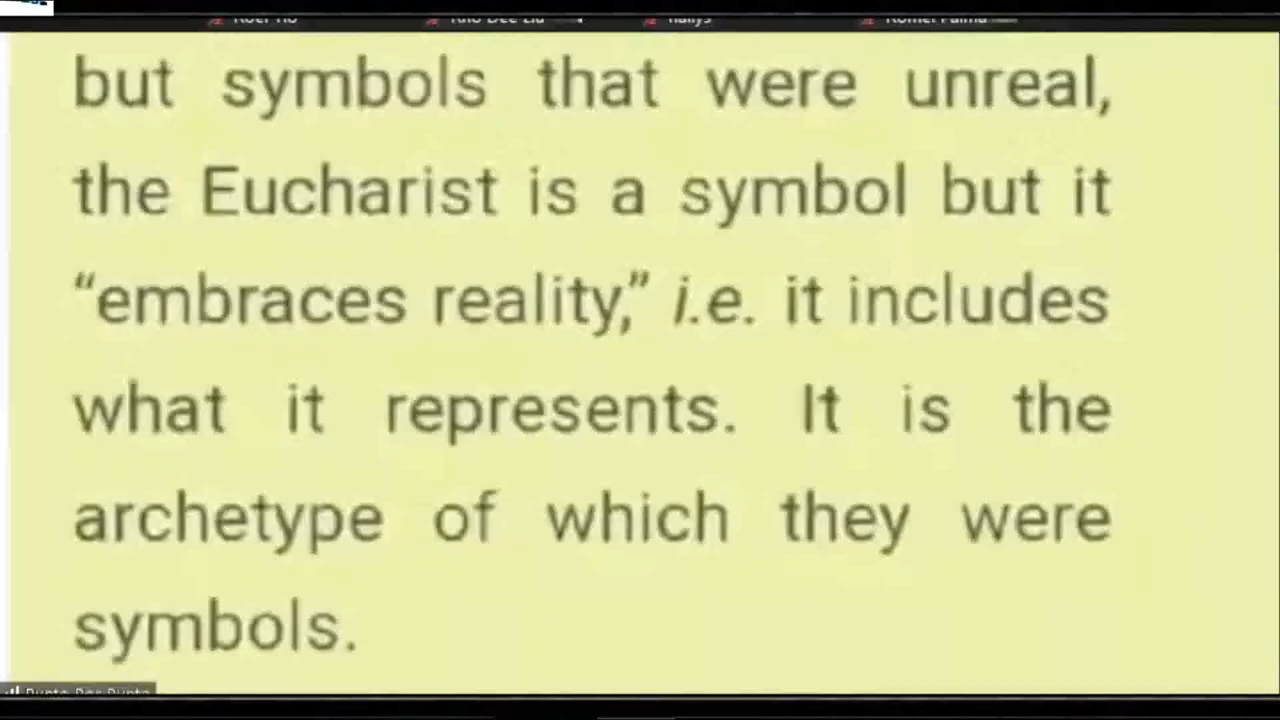 but symbols that were unreal,
the Eucharist is a symbol but it
“embraces reality,” i.e. it includes
what it represents. It is the
archetype of which they were
symbols.